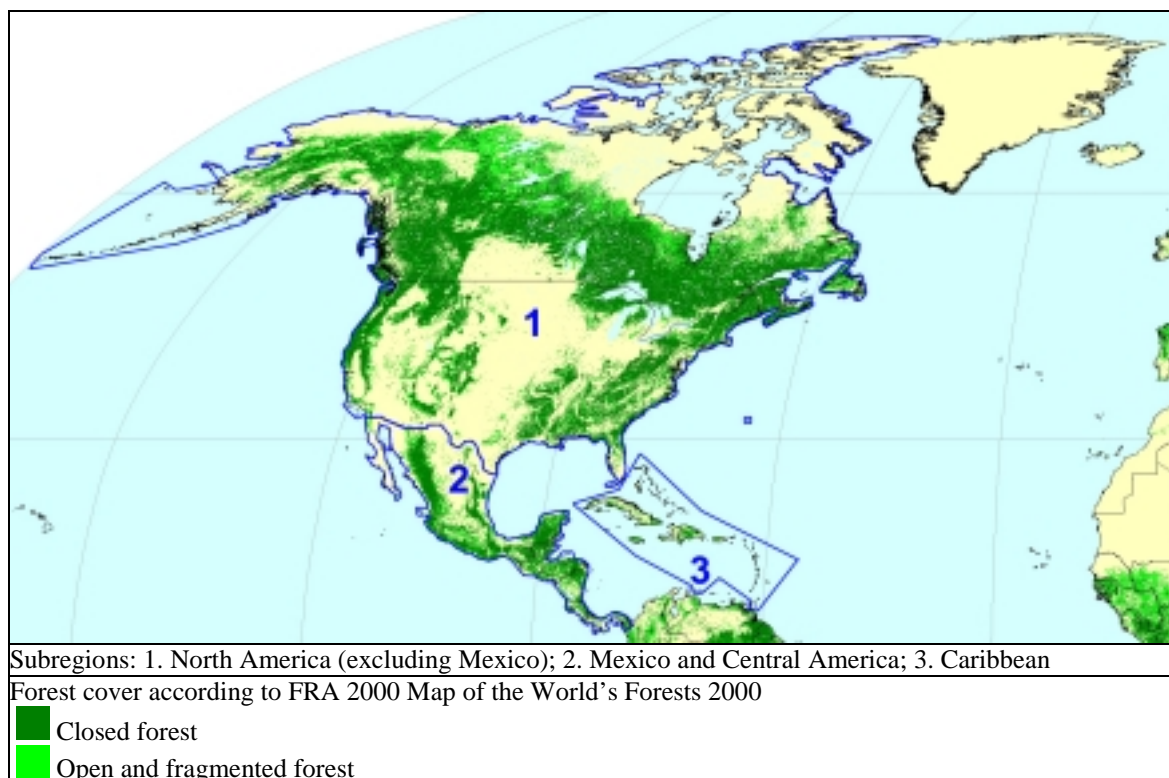 1
2
3
Subregions: 1. North America (excluding Mexico); 2. Mexico and Central America; 3. Caribbean
Forest cover according to FRA 2000 Map of the World’s Forests 2000
Closed forest
Open and fragmented forest